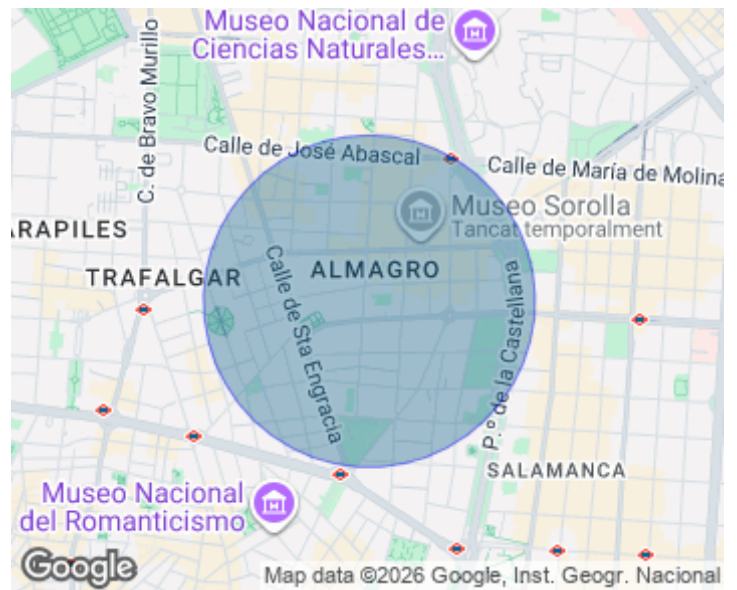 Museo Nacional de
Ciencias Naturales...
C. de Bravo Murillo
Calle de José Abascal
Calle de María de Molina
Museo Sorolla
Tancat temporalment
ARAPILES
TRAFALGAR
ALMAGRO
Calle de Sta Engracia
P.º de la Castellana
SALAMANCA
Museo Nacional
del Romanticismo
Google
Map data ©2026 Google, Inst. Geogr. Nacional